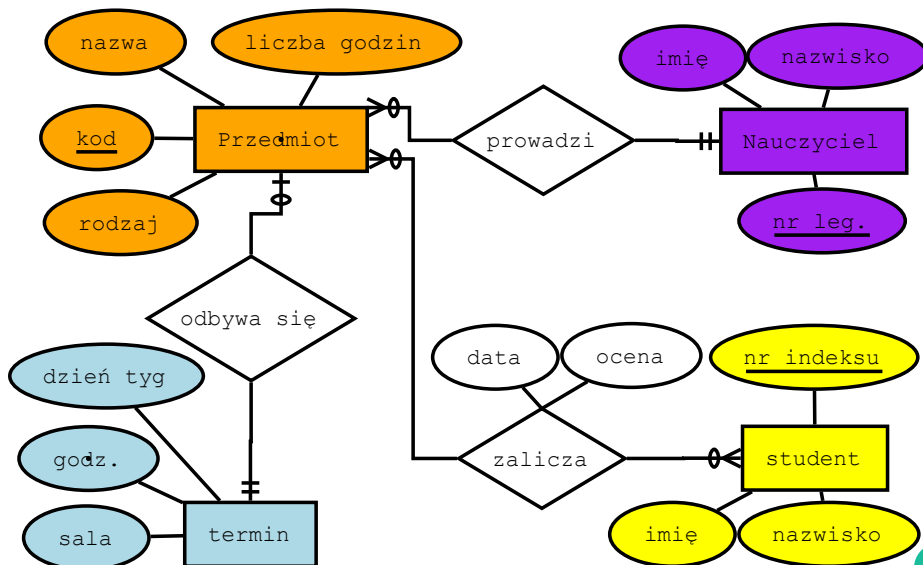 nazwa
liczba godzin
imię
nazwisko
kod
Przedmiot
prowadzi
Nauczyciel
rodzaj
nr leg.
odbywa się
dzień tyg
data
ocena
nr indeksu
godz.
zalicza
student
sala
termin
imię
nazwisko